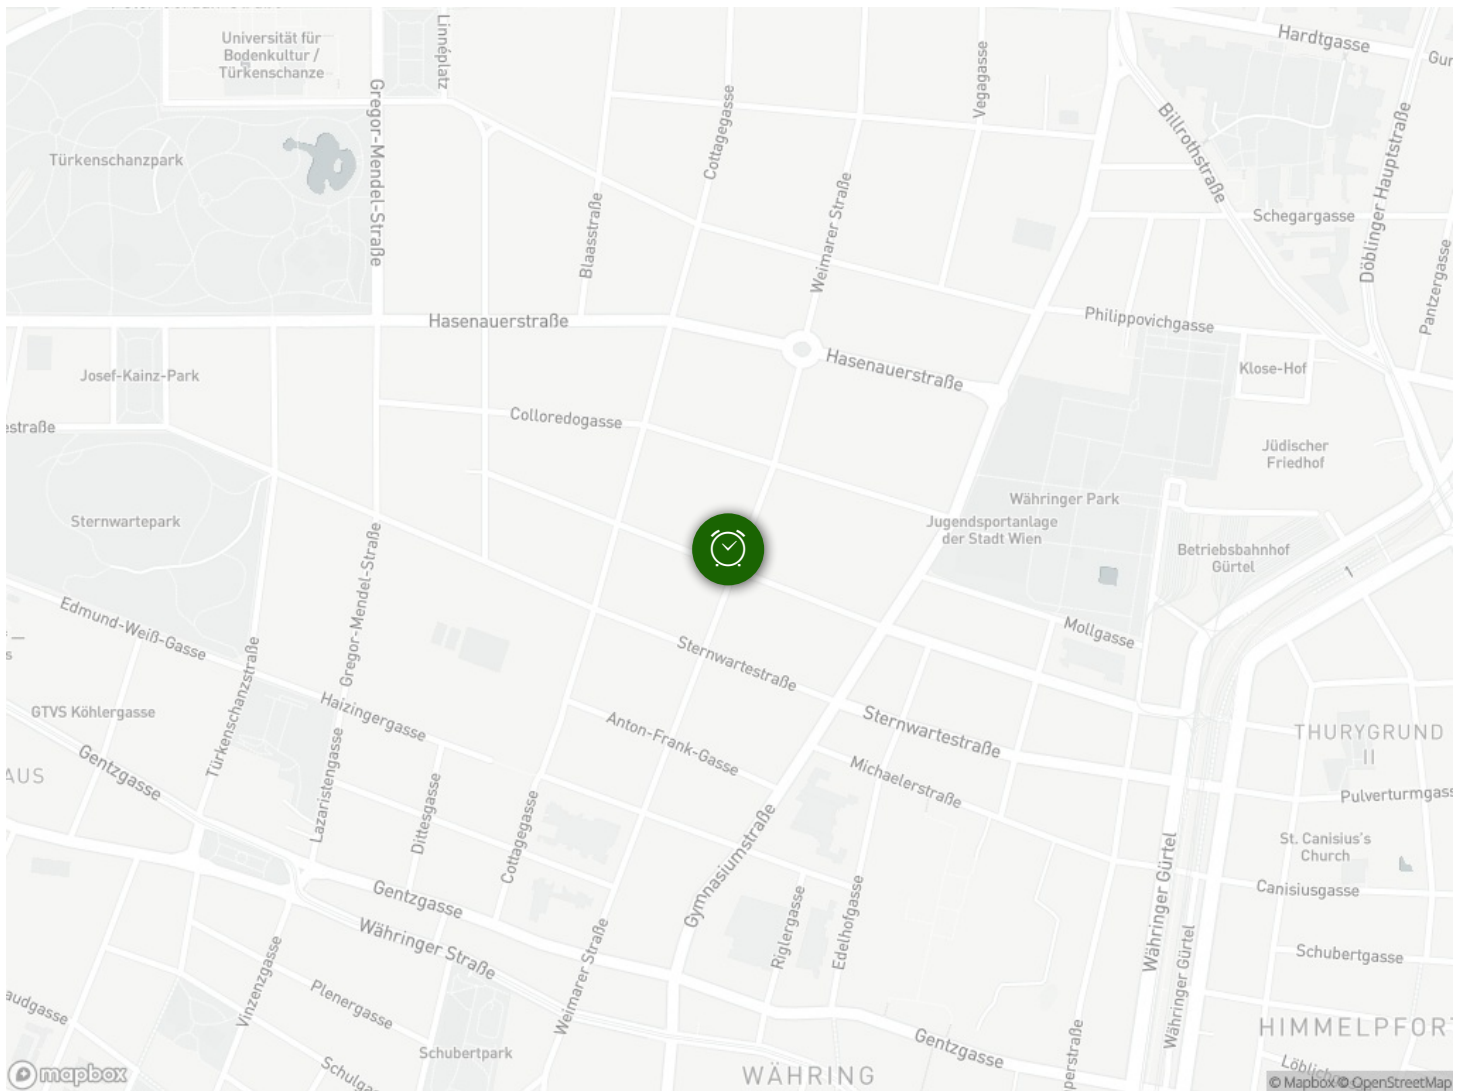 Linnéplatz
Universität für
Bodenkultur /
Türkenschanze
Hardtgasse
Gregor-Mendel-Straße
Cottagegasse
Vegagasse
Billrothstraße
Döblinger Hauptstraße
Türkenschanzpark
Blaasstraße
Weimarer Straße
Schegargasse
Pantzergasse
Hasenauerstraße
Philippovichgasse
Hasenauerstraße
Klose-Hof
Josef-Kainz-Park
Colloredogasse
estraße
Jüdischer
Friedhof
Währinger Park
Sternwartepark
Jugendsportanlage
der Stadt Wien
Betriebsbahnhof
Gürtel
1
Gregor-Mendel-Straße
Edmund-Weiß-Gasse
Mollgasse
Sternwartestraße
Türkenschanzstraße
GTVS Köhlergasse
Haizingergasse
Anton-Frank-Gasse
Sternwartestraße
THURYGRUND
II
Gentzgasse
AUS
Lazaristengasse
Dittesgasse
Cottagegasse
Michaelerstraße
Pulverturmgass
St. Canisius's
Church
Gymnasiumstraße
Währinger Gürtel
Gentzgasse
Canisiusgasse
Währinger Straße
Weimarer Straße
Riglergasse
Edelhofgasse
Währinger Gürtel
Schubertgasse
Vinzenzgasse
Plenergasse
audgasse
HIMMELPFOR
Schubertpark
Gentzgasse
perstraße
Schulga
WÄHRING
mapbox
© Mapbox © OpenStreetMap